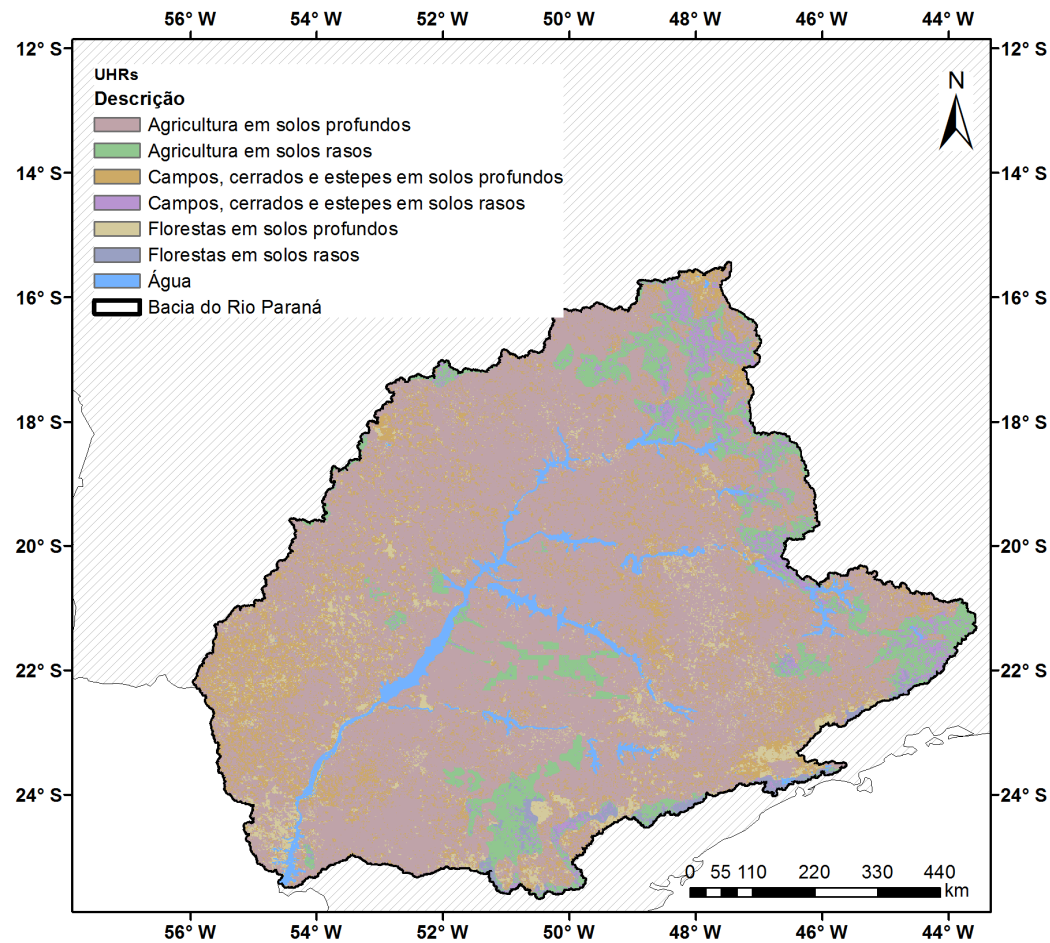 56° W 54° W 52° W 50° W 48° W 46° W 44° W
12° S 12° S
UHRs
Descrição
Agricultura em solos profundos
Agricultura em solos rasos
Campos, cerrados e estepes em solos profundos
Campos, cerrados e estepes em solos rasos
Florestas em solos profundos
Florestas em solos rasos
Água
Bacia do Rio Paraná
N
14° S 14° S
16° S 16° S
18° S 18° S
20° S 20° S
22° S 22° S
24° S 24° S
0 55 110 220 330 440
km
56° W 54° W 52° W 50° W 48° W 46° W 44° W